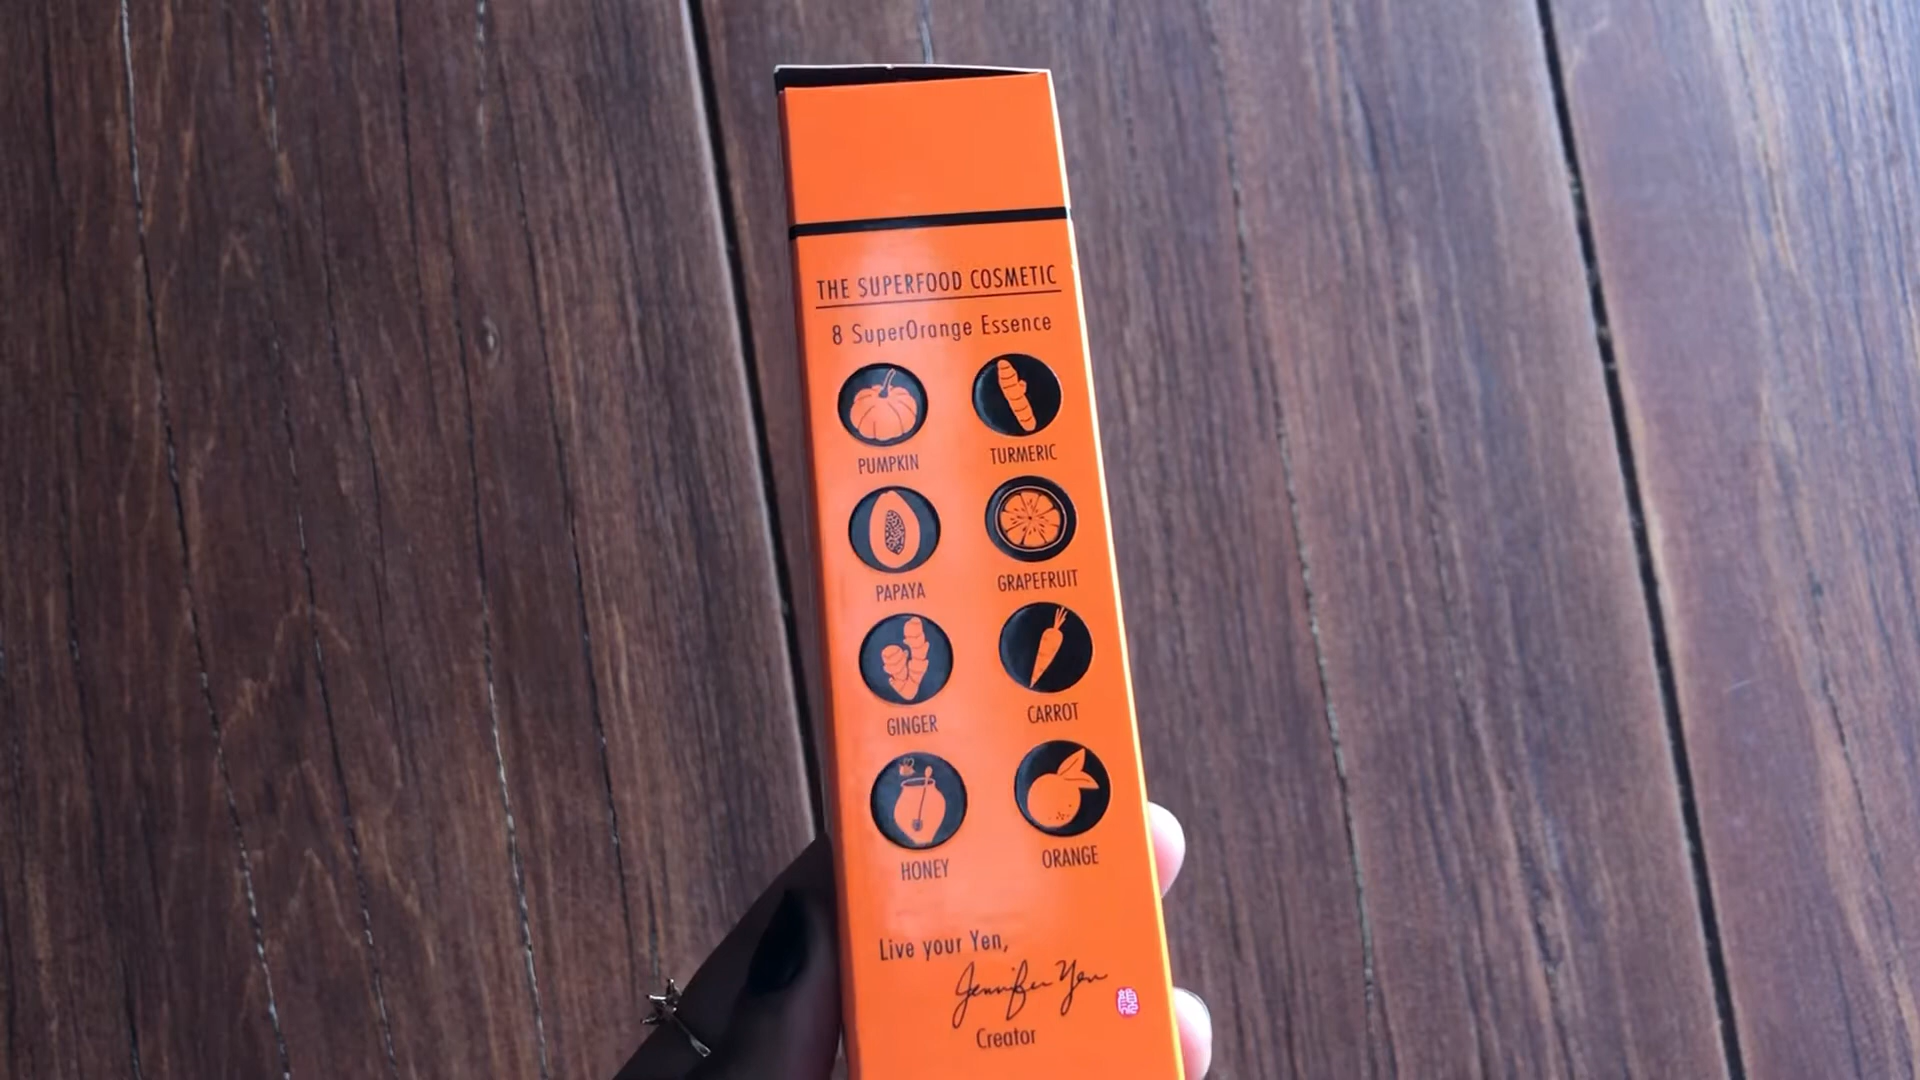 THE SUPERFOOD COSMETIC
8 SuperOrange Essence
PUMPKIN
TURMERIC
PAPAYA
GRAPEFRUIT
GINGER
CARROT
HONEY
ORANGE
Live your Yen,
Jennifer Yen
Creator